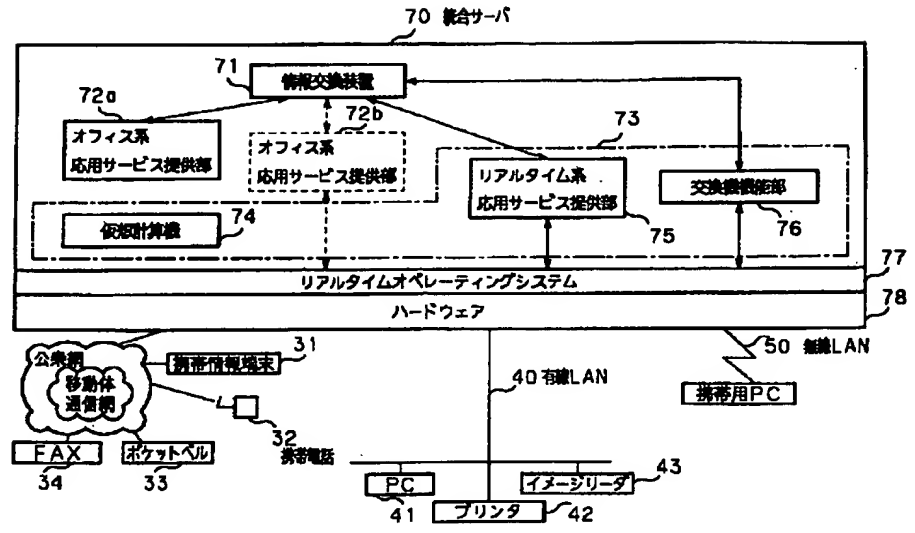 70 統合サーバ
71
情報交換装置
72a
72b
73
オフィス系
応用サービス提供部
オフィス系
応用サービス提供部
リアルタイム系
応用サービス提供部
交換機機能部
74
仮想計算機
75
76
77
リアルタイムオペレーティングシステム
78
ハードウェア
公衆網
移動体
通信網
31
携帯情報端末
32
携帯電話
FAX
34
ポケットベル
33
40 有線LAN
50 無線LAN
携帯用PC
PC
41
プリンタ
42
イメージリーダ
43